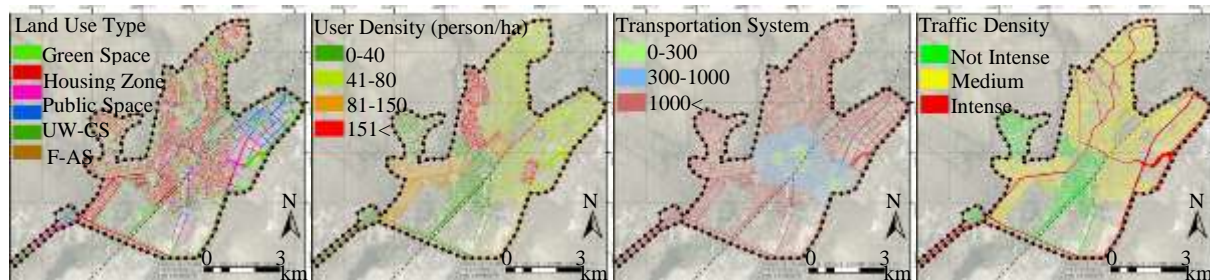 Land Use Type
Green Space
Housing Zone
Public Space
UW-CS
F-AS
N
0 3
km
User Density (person/ha)
0-40
41-80
81-150
151<
N
0 3
km
Transportation System
0-300
300-1000
1000<
N
0 3
km
Traffic Density
Not Intense
Medium
Intense
N
0 3
km